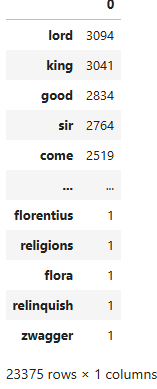 0
lord 3094
king 3041
good 2834
sir 2764
come 2519
... ...
florentius 1
religions 1
flora 1
relinquish 1
zwagger 1
23375 rows × 1 columns